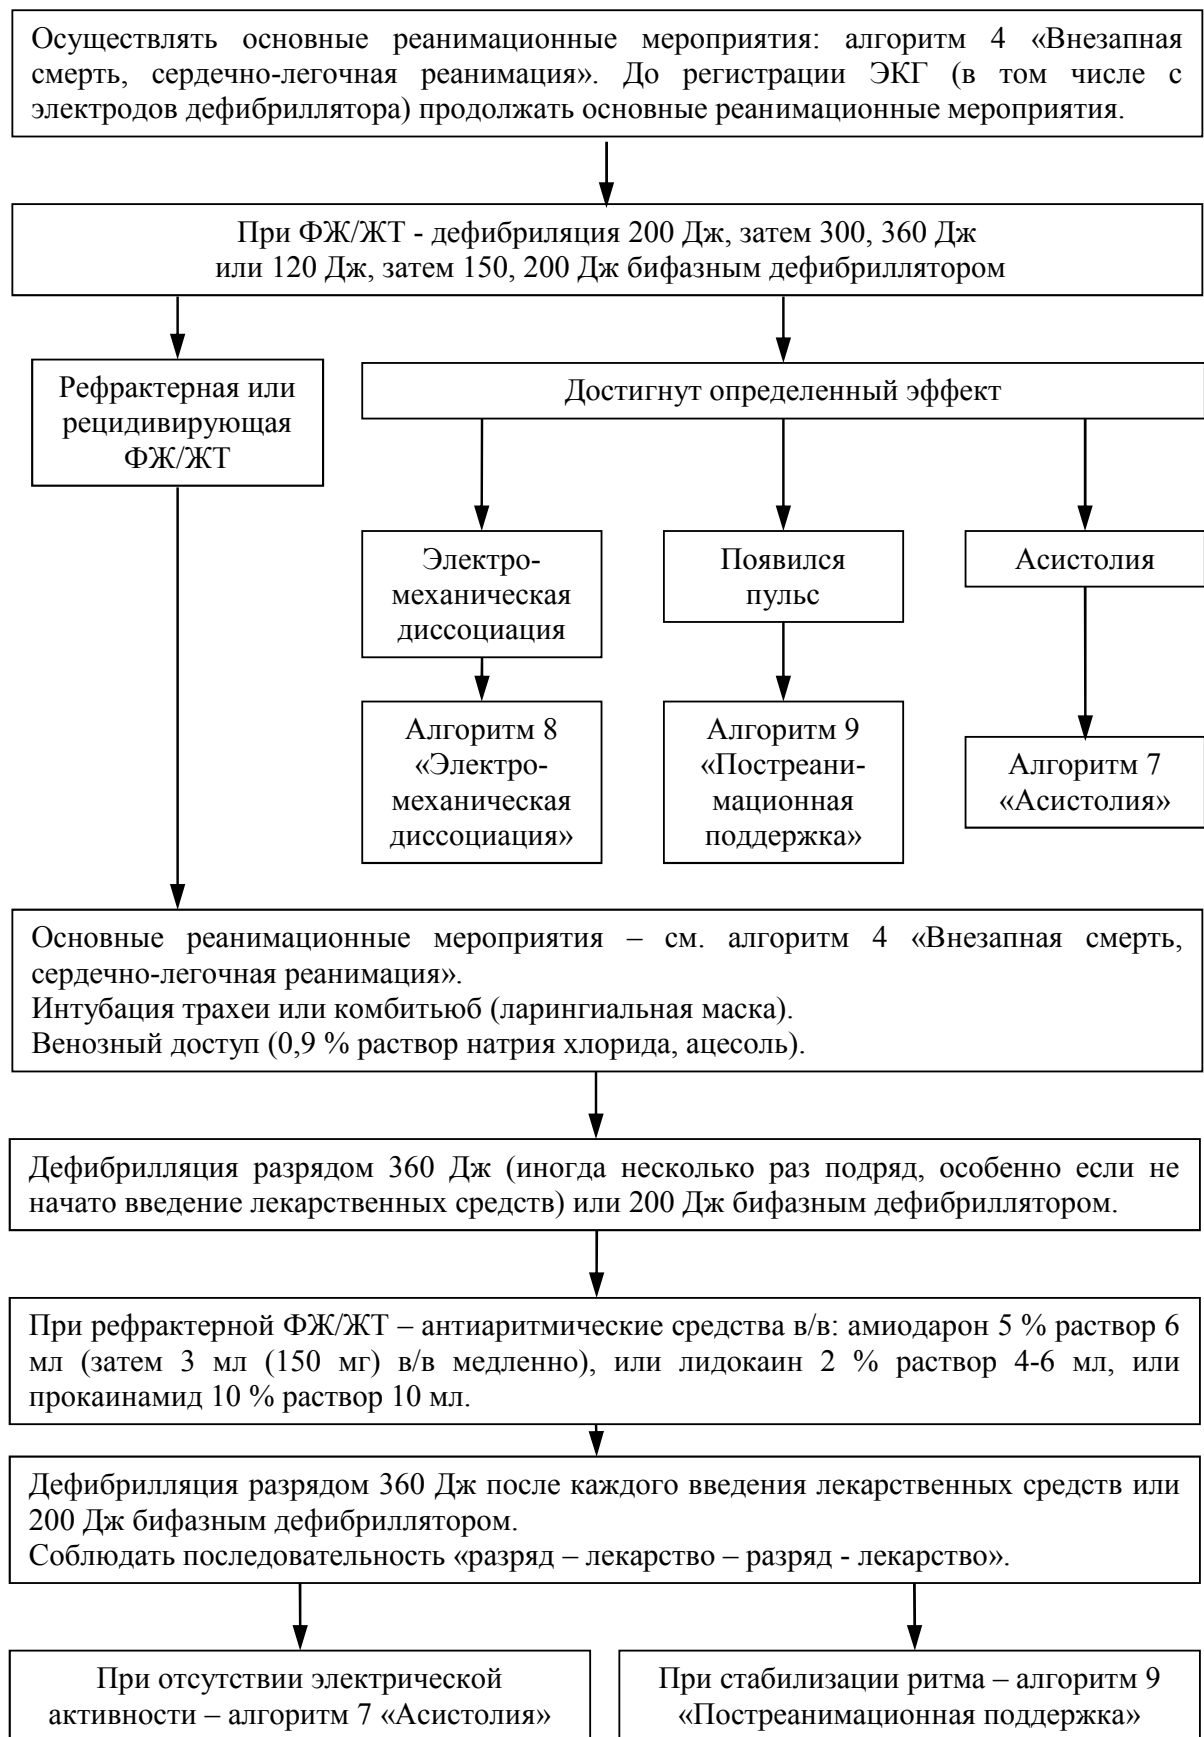 Осуществлять основные реанимационные мероприятия: алгоритм 4 «Внезапная
смерть, сердечно-легочная реанимация». До регистрации ЭКГ (в том числе с
электродов дефибриллятора) продолжать основные реанимационные мероприятия.
При ФЖ/ЖТ - дефибриляция 200 Дж, затем 300, 360 Дж
или 120 Дж, затем 150, 200 Дж бифазным дефибриллятором
Рефрактерная или
рецидивирующая
ФЖ/ЖТ
Достигнут определенный эффект
Электро-
механическая
диссоциация
Появился
пульс
Асистолия
Алгоритм 8
«Электро-
механическая
диссоциация»
Алгоритм 9
«Постреани-
мационная
поддержка»
Алгоритм 7
«Асистолия»
Основные реанимационные мероприятия – см. алгоритм 4 «Внезапная смерть,
сердечно-легочная реанимация».
Интубация трахеи или комбитьюб (ларингиальная маска).
Венозный доступ (0,9 % раствор натрия хлорида, ацесоль).
Дефибрилляция разрядом 360 Дж (иногда несколько раз подряд, особенно если не
начато введение лекарственных средств) или 200 Дж бифазным дефибриллятором.
При рефрактерной ФЖ/ЖТ – антиаритмические средства в/в: амиодарон 5 % раствор 6
мл (затем 3 мл (150 мг) в/в медленно), или лидокаин 2 % раствор 4-6 мл, или
прокаинамид 10 % раствор 10 мл.
Дефибрилляция разрядом 360 Дж после каждого введения лекарственных средств или
200 Дж бифазным дефибриллятором.
Соблюдать последовательность «разряд – лекарство – разряд - лекарство».
При отсутствии электрической
активности – алгоритм 7 «Асистолия»
При стабилизации ритма – алгоритм 9
«Постреанимационная поддержка»